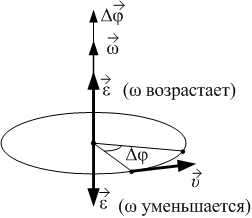 Δφ⃗
ω⃗
ε⃗ (ω возрастает)
Δφ
υ⃗
ε⃗ (ω уменьшается)